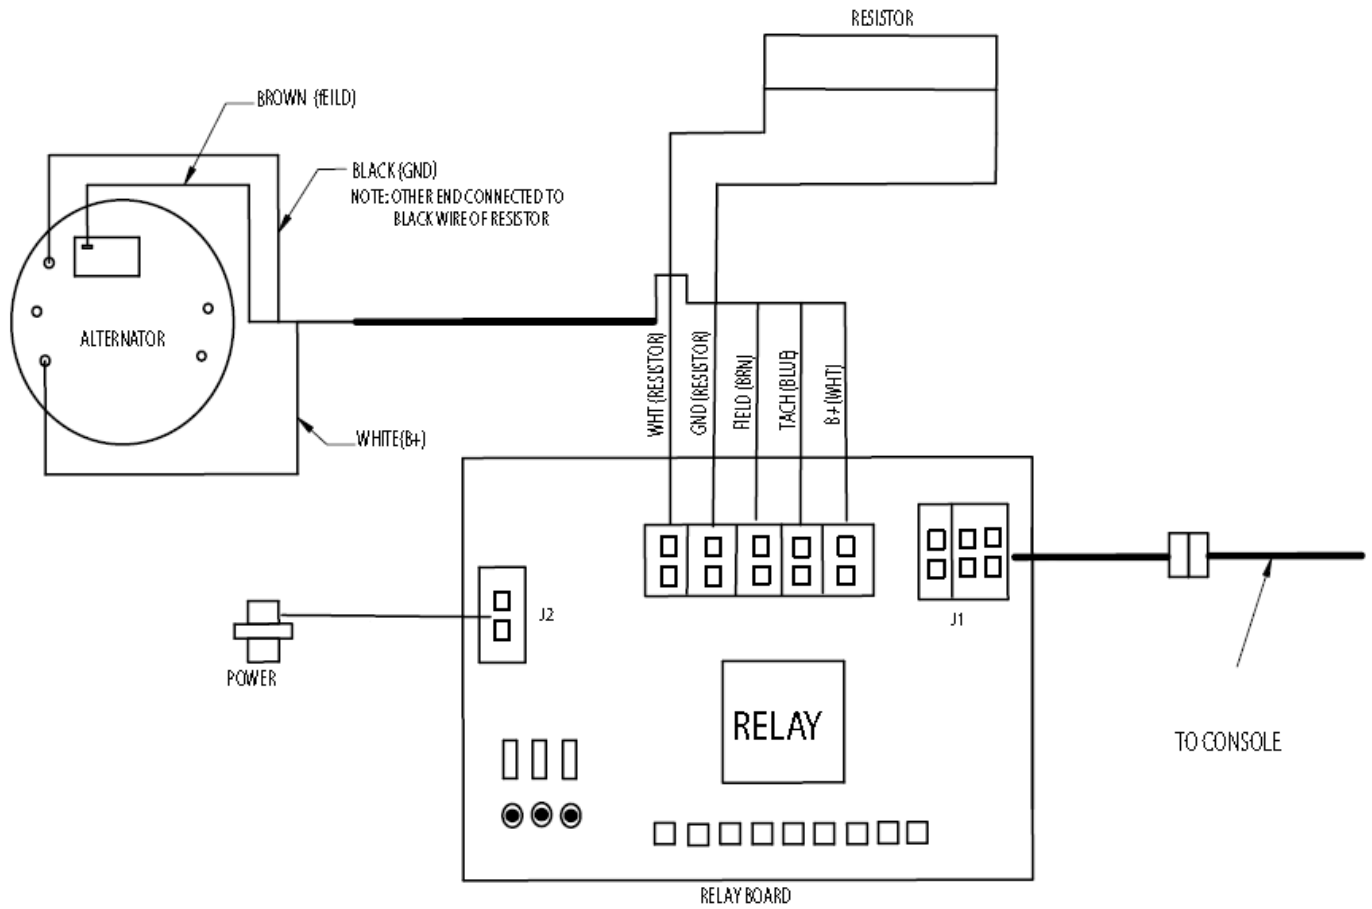 RESISTOR
BROWN (fEILD)
BLACK (GND)
NOTE: OTHER END CONNECTED TO
BLACK WIRE OF RESISTOR
ALTERNATOR
WHITE(B+)
WHT (RESISTOR)
GND (RESISTOR)
FIELD (BRN)
TACH (BLUE)
B+ (WHT)
J2
J1
POWER
RELAY
TO CONSOLE
RELAY BOARD